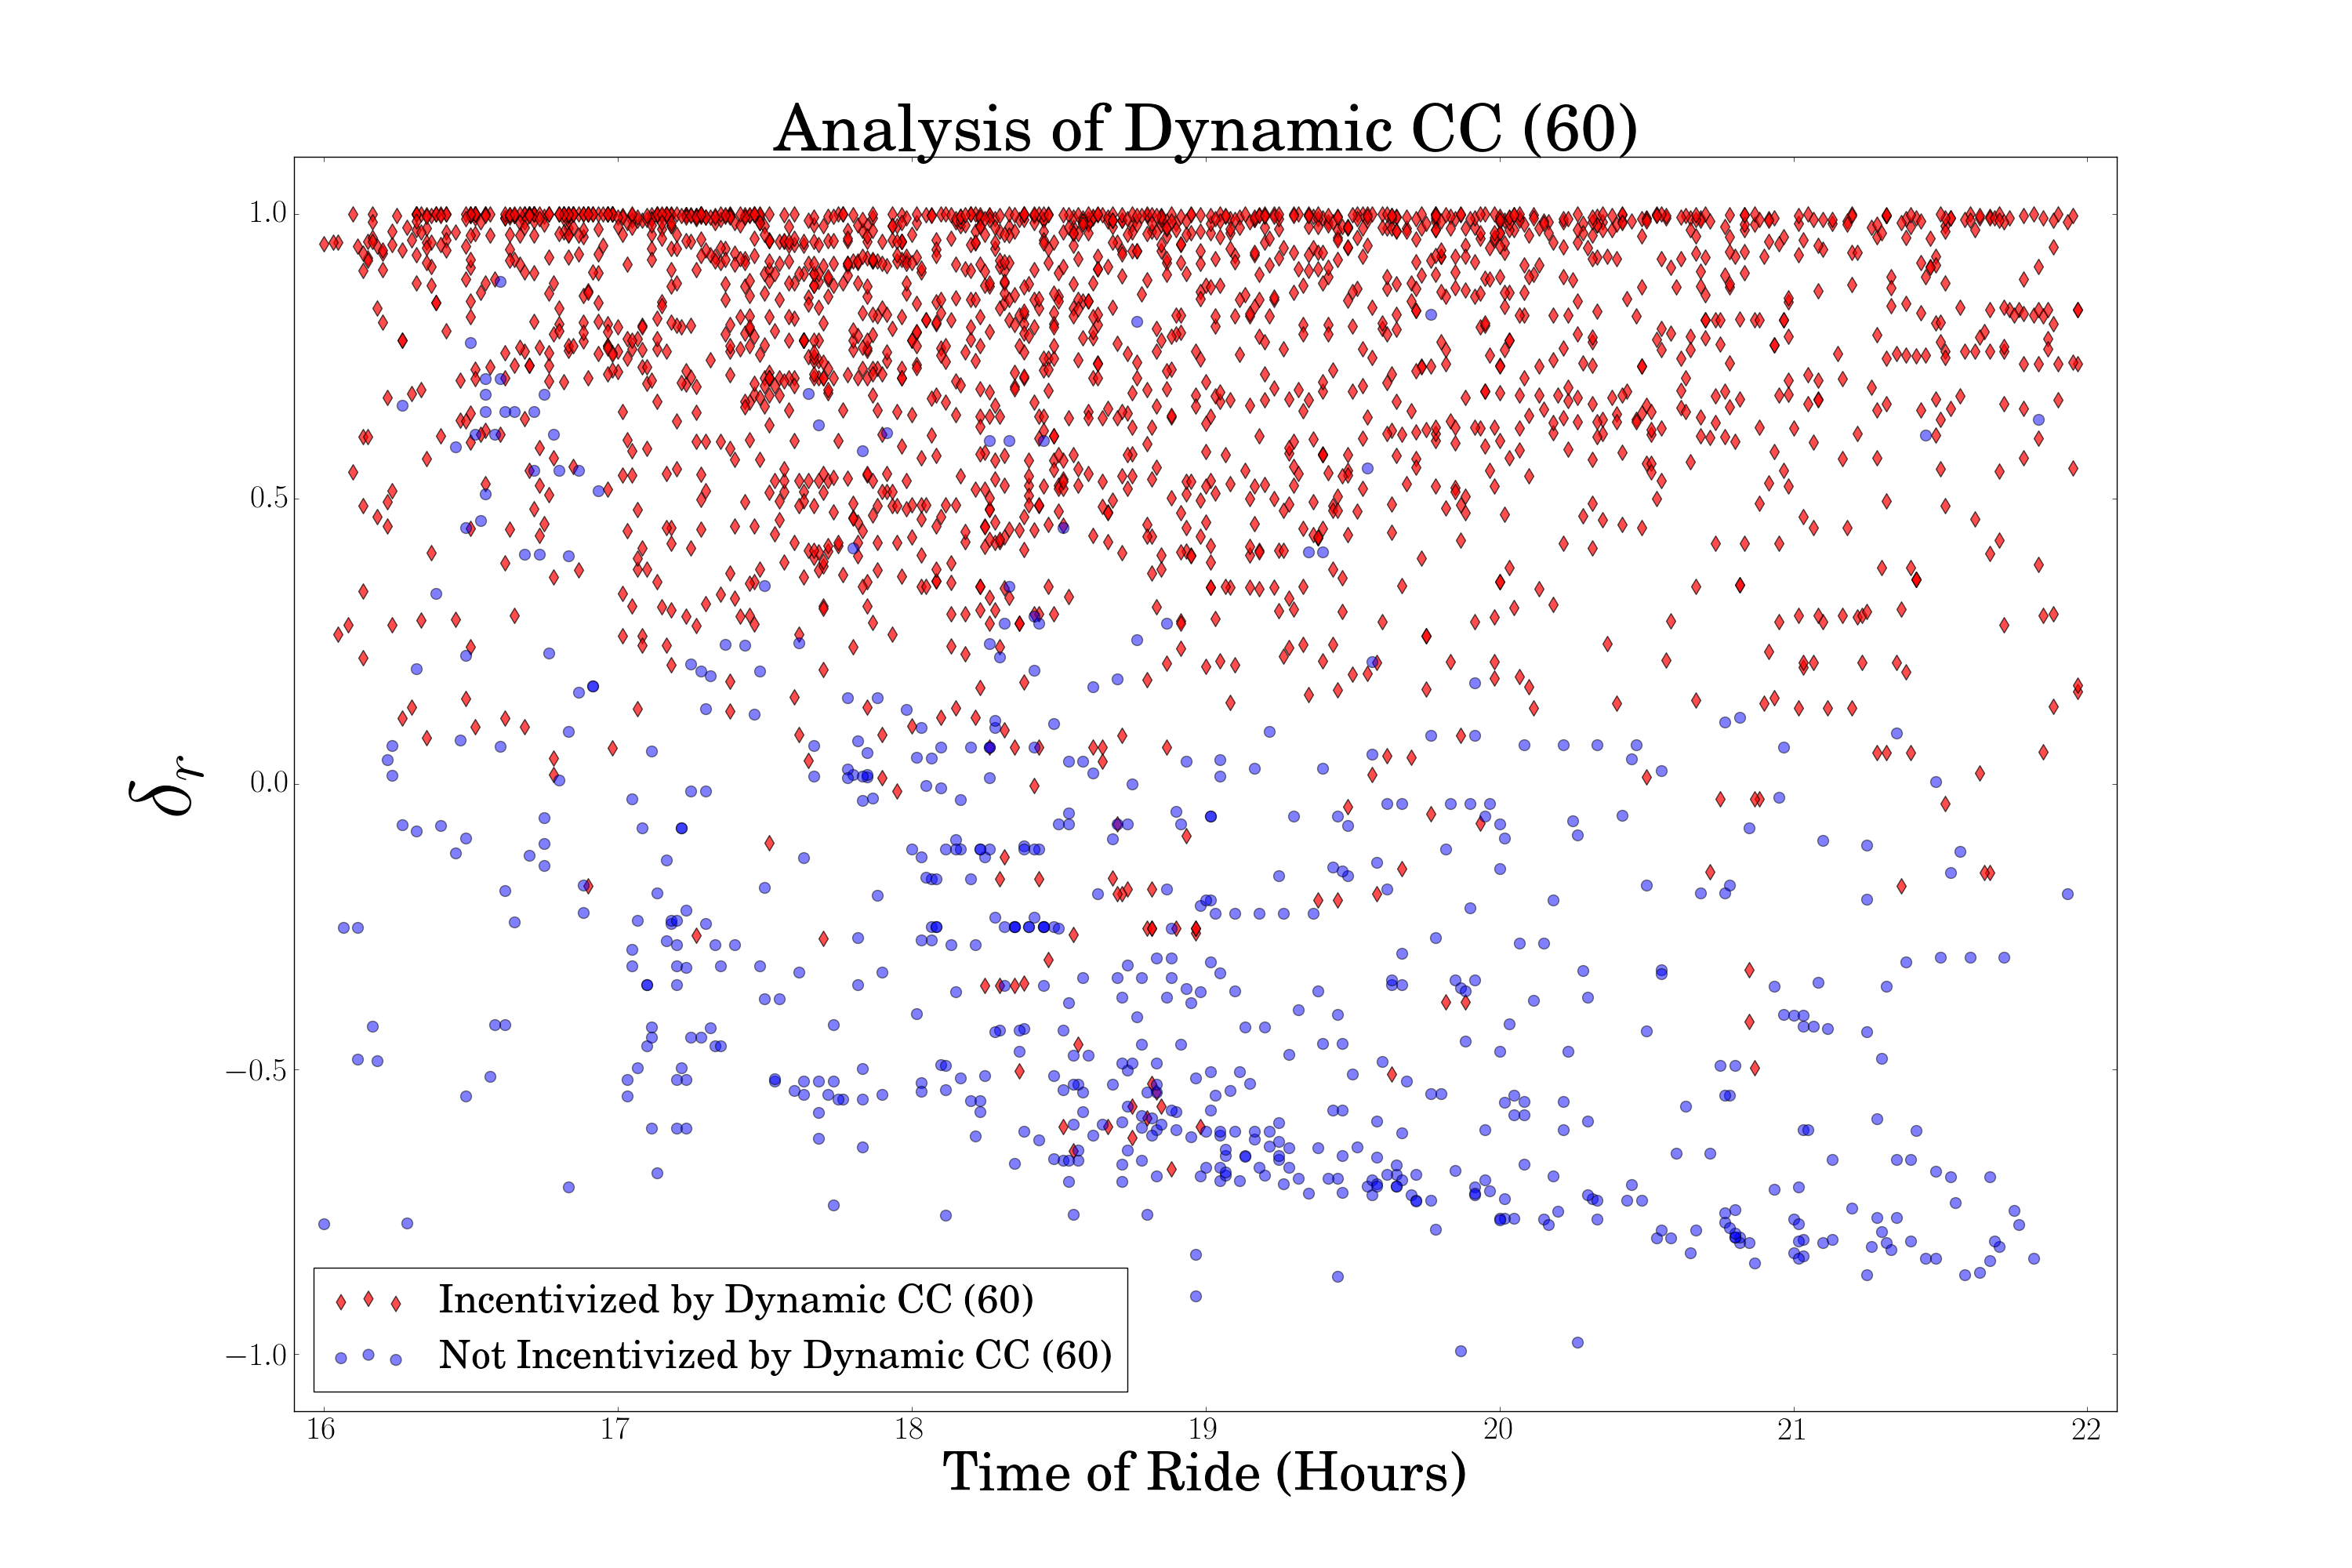 Analysis of Dynamic CC (60)
1.0
0.5
0.0
−0.5
−1.0
δr
Incentivized by Dynamic CC (60)
Not Incentivized by Dynamic CC (60)
16 17 18 19 20 21 22
Time of Ride (Hours)